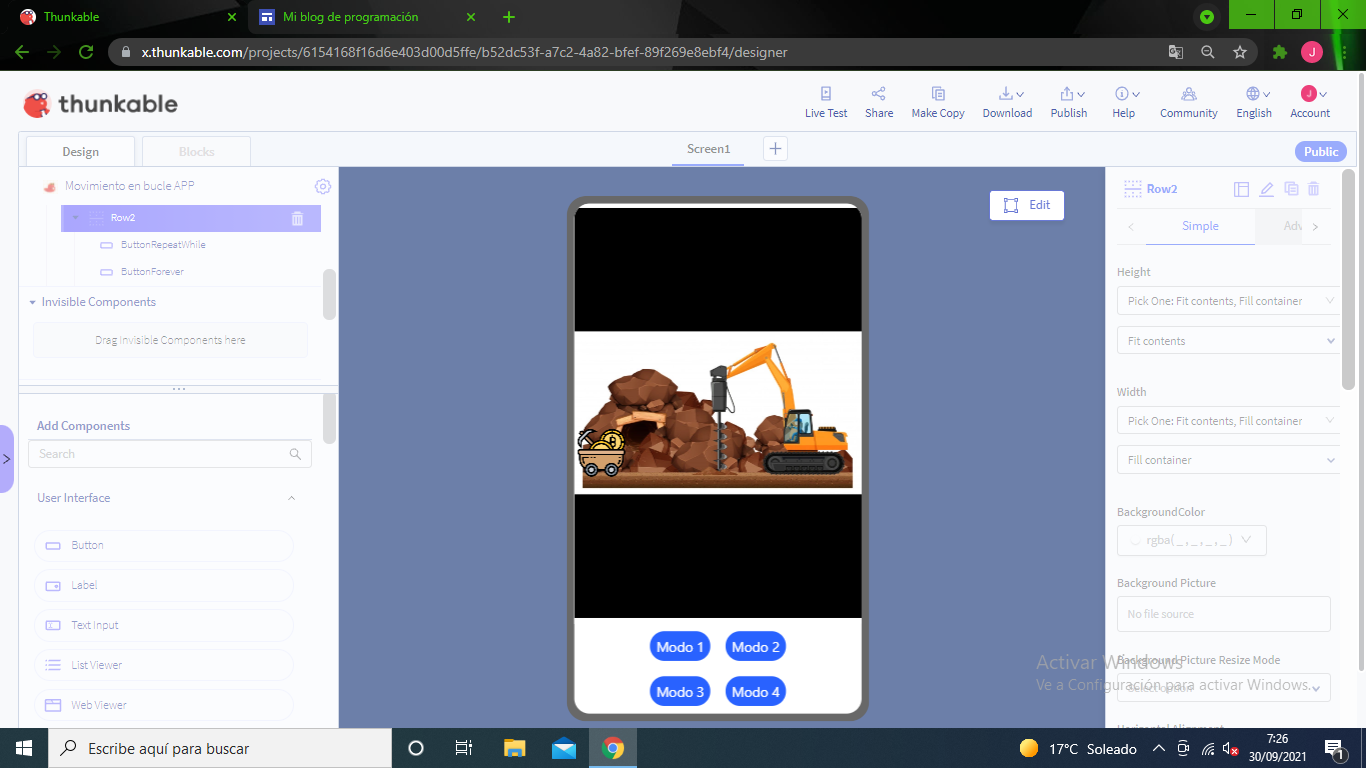 Thunkable
Mi blog de programación
x.thunkable.com/projects/6154168f16d6e403d00d5ffe/b52dc53f-a7c2-4a82-bfef-89f269e8ebf4/designer
J
thunkable
Live Test
Share
Make Copy
Download
Publish
Help
Community
English
J
Account
Design
Blocks
Screen1
Public
Movimiento en bucle APP
Row2
ButtonRepeatWhile
ButtonForever
Invisible Components
Drag Invisible Components here
Add Components
Search
User Interface
Button
Label
Text Input
List Viewer
Web Viewer
Edit
Modo 1
Modo 2
Modo 3
Modo 4
Row2
Simple
Adv
Height
Pick One: Fit contents, Fill container
Fit contents
Width
Pick One: Fit contents, Fill container
Fill container
BackgroundColor
rgba(_,_,_,_)
Background Picture
No file source
Background Picture Resize Mode
Select option
Horizontal Alignment
Activar Windows
Ve a Configuración para activar Windows.
Escribe aquí para buscar
17°C Soleado
7:26
30/09/2021
1